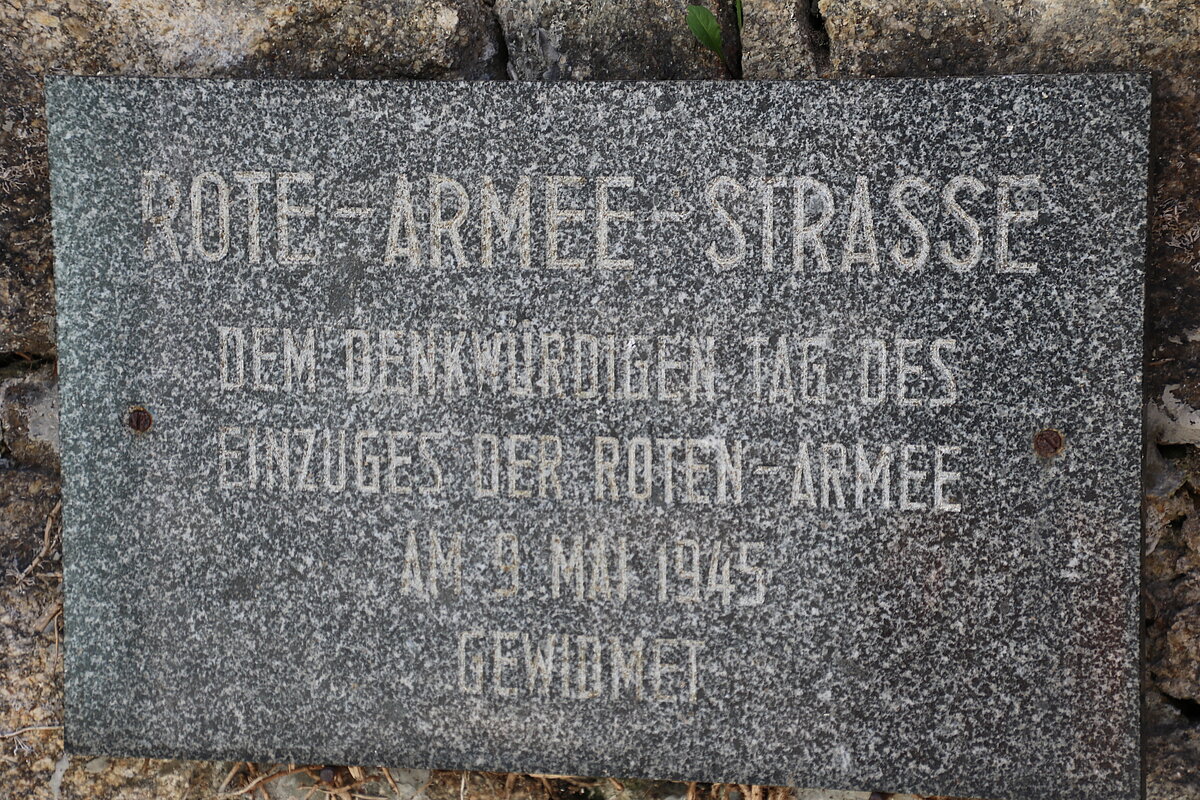 ROTE-ARMEE-STRASSE
DEM DENKWÜRDIGEN TAG DES
EINZUGES DER ROTEN-ARMEE
AM 9 MAI 1945
GEWIDMET